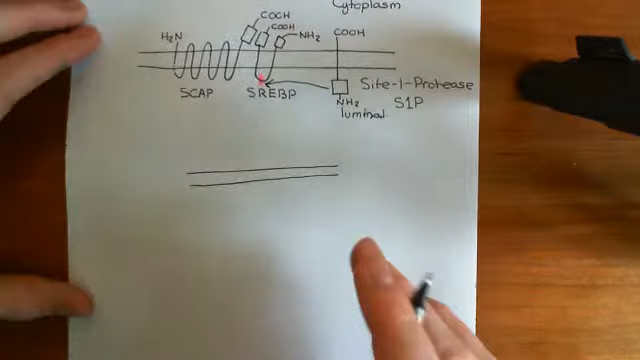 Cytoplasm
COOH
COOH
H₂N
NH₂
COOH
SCAP
SREBP
Site-1-Protease
S1P
NH₂
luminal